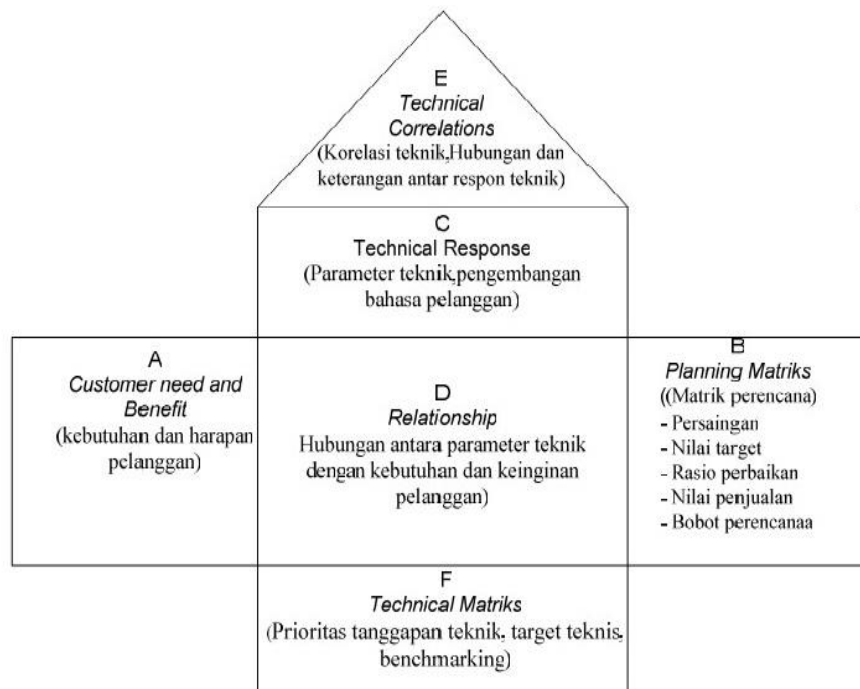 E
Technical
Correlations
(Korelasi teknik,Hubungan dan
keterangan antar respon teknik)
C
Technical Response
(Parameter teknik,pengembangan
bahasa pelanggan)
A
Customer need and
Benefit
(kebutuhan dan harapan
pelanggan)
D
Relationship
Hubungan antara parameter teknik
dengan kebutuhan dan keinginan
pelanggan)
B
Planning Matriks
((Matrik perencana)
- Persaingan
- Nilai target
- Rasio perbaikan
- Nilai penjualan
- Bobot perencanaa
F
Technical Matriks
(Prioritas tanggapan teknik, target teknis,
benchmarking)